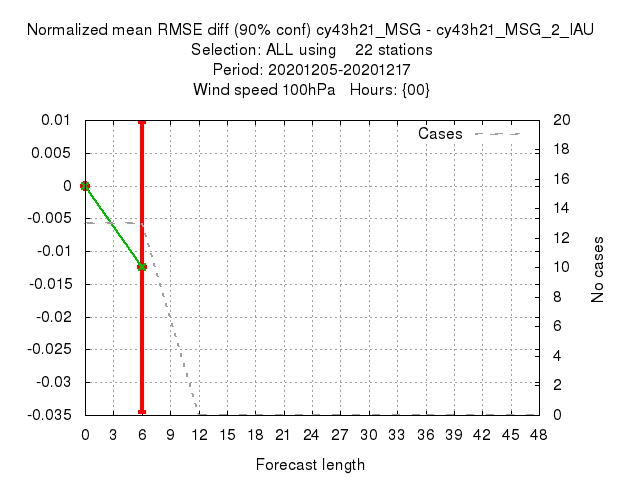 Normalized mean RMSE diff (90% conf) cy43h21_MSG - cy43h21_MSG_2_IAU
Selection: ALL using 22 stations
Period: 20201205-20201217
Wind speed 100hPa Hours: {00}
Cases
0.01
0.005
0
-0.005
-0.01
-0.015
-0.02
-0.025
-0.03
-0.035
20
18
16
14
12
10
8
6
4
2
0
No cases
0 3 6 9 12 15 18 21 24 27 30 33 36 39 42 45 48
Forecast length